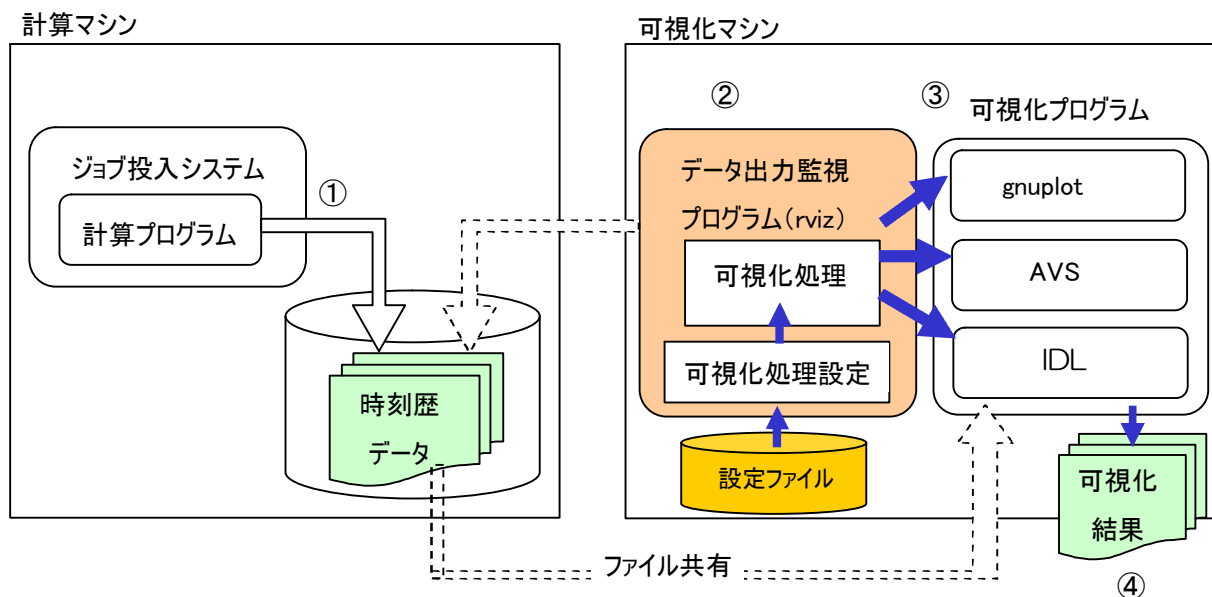 計算マシン
ジョブ投入システム
計算プログラム
①
時刻歴
データ
可視化マシン
②
データ出力監視
プログラム（rviz）
可視化処理
可視化処理設定
設定ファイル
③
可視化プログラム
gnuplot
AVS
IDL
可視化
結果
④
ファイル共有